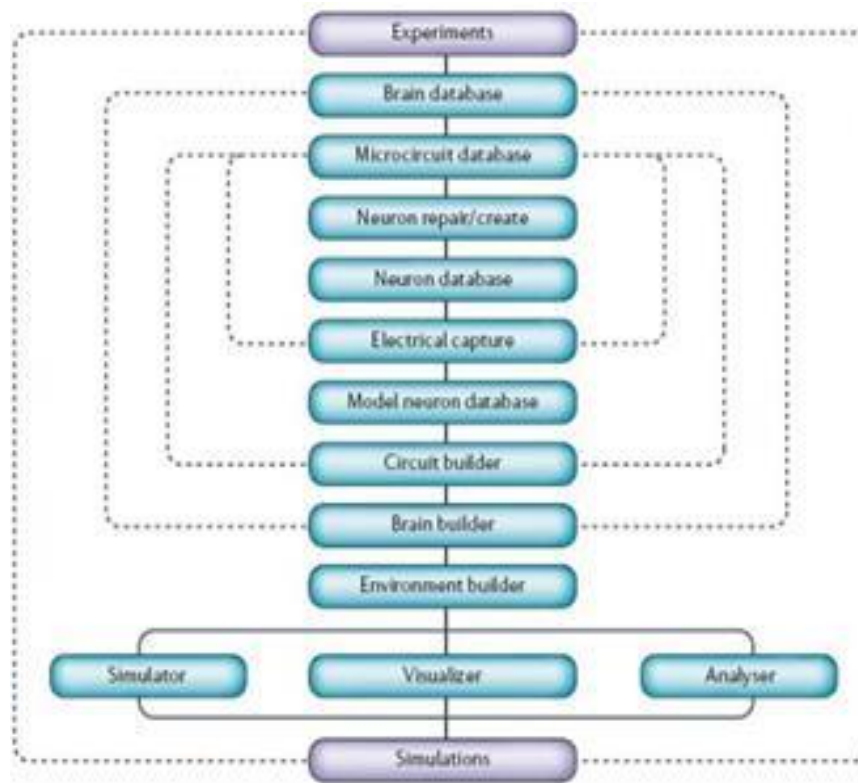 Experiments
Brain database
Microcircuit database
Neuron repair/create
Neuron database
Electrical capture
Model neuron database
Circuit builder
Brain builder
Environment builder
Simulator
Visualizer
Analyser
Simulations